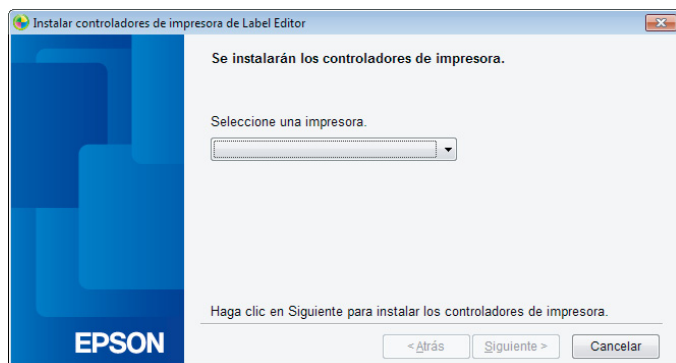 Instalar controladores de impresora de Label Editor
Se instalarán los controladores de impresora.
Seleccione una impresora.
Haga clic en Siguiente para instalar los controladores de impresora.
EPSON
< Atrás
Siguiente >
Cancelar